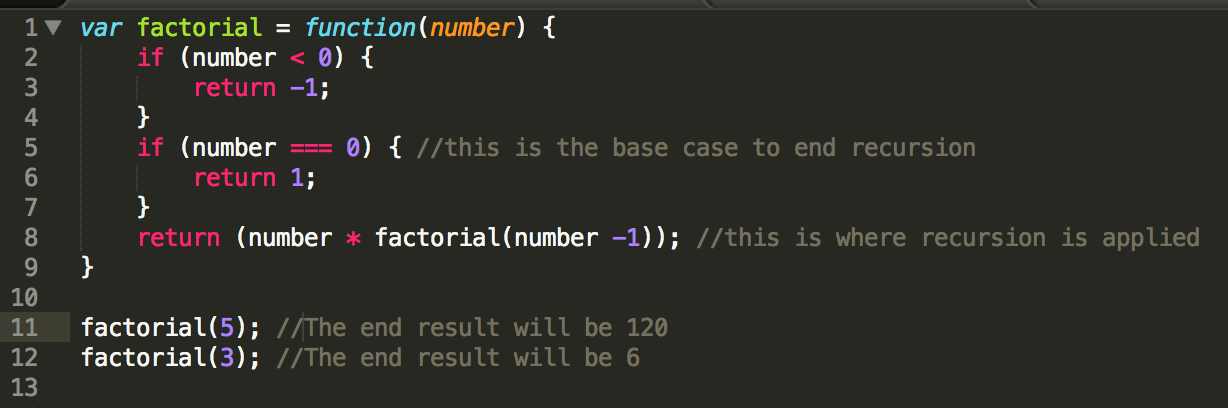 1 var factorial = function(number) {
2 if (number < 0) {
3 return -1;
4 }
5 if (number === 0) { //this is the base case to end recursion
6 return 1;
7 }
8 return (number * factorial(number -1)); //this is where recursion is applied
9 }
10
11 factorial(5); //The end result will be 120
12 factorial(3); //The end result will be 6
13